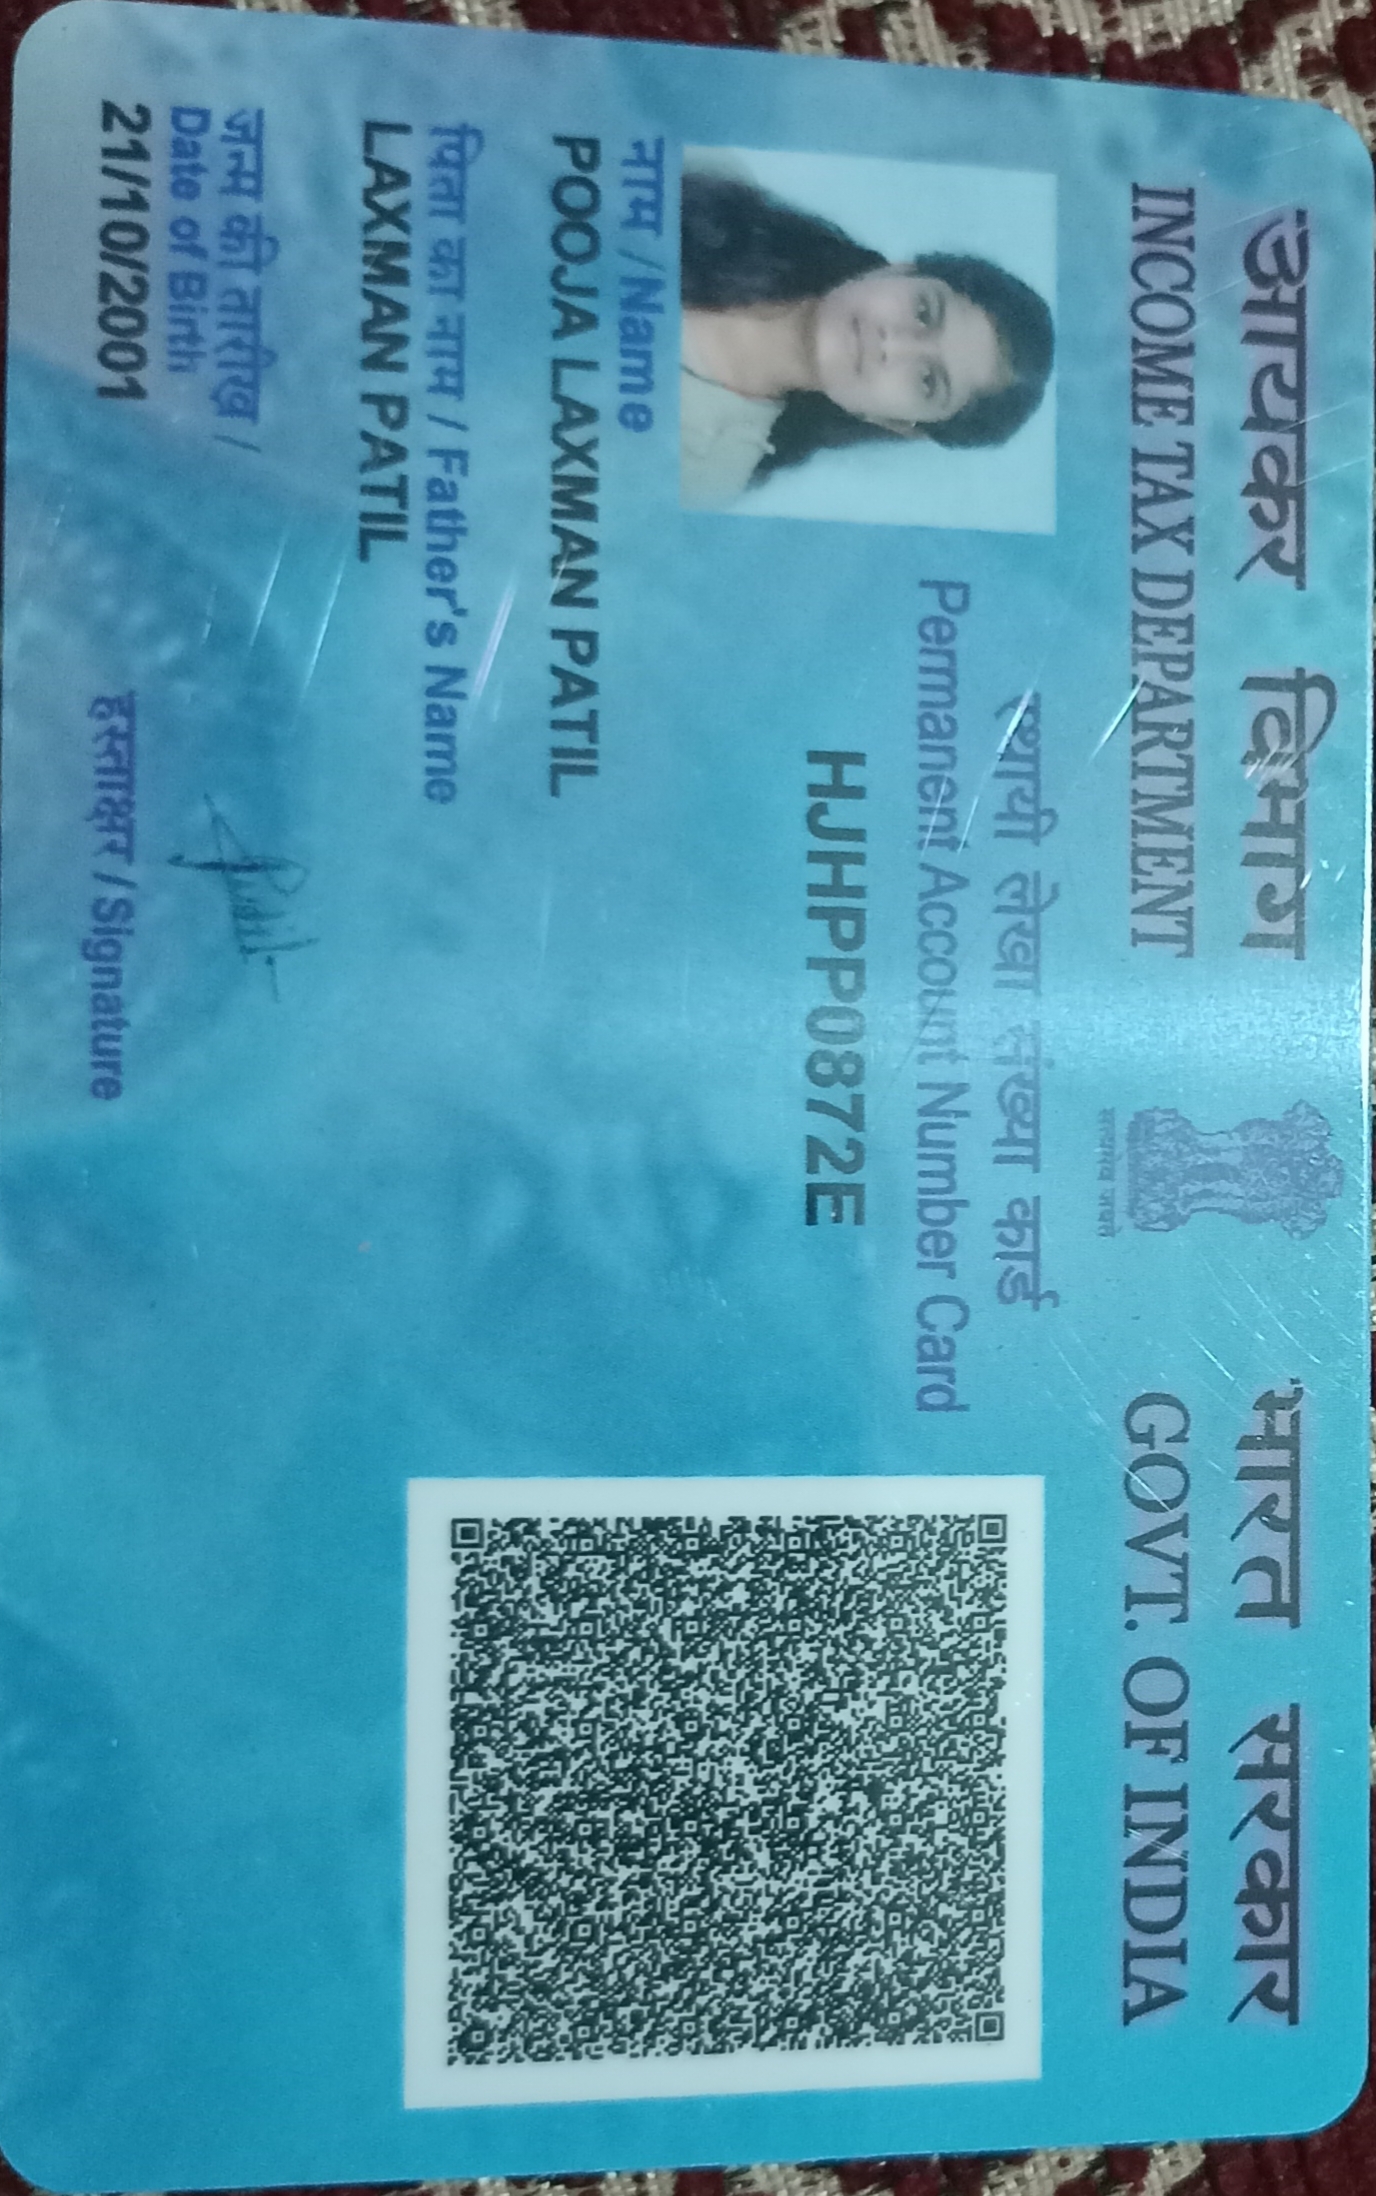 आयकर विभाग
INCOME TAX DEPARTMENT
सत्यमेव जयते
भारत सरकार
GOVT. OF INDIA
स्थायी लेखा संख्या कार्ड
Permanent Account Number Card
HJHPP0872E
नाम /Name
POOJA LAXMAN PATIL
पिता का नाम / Father's Name
LAXMAN PATIL
जन्म की तारीख /
Date of Birth
21/10/2001
हस्ताक्षर / Signature